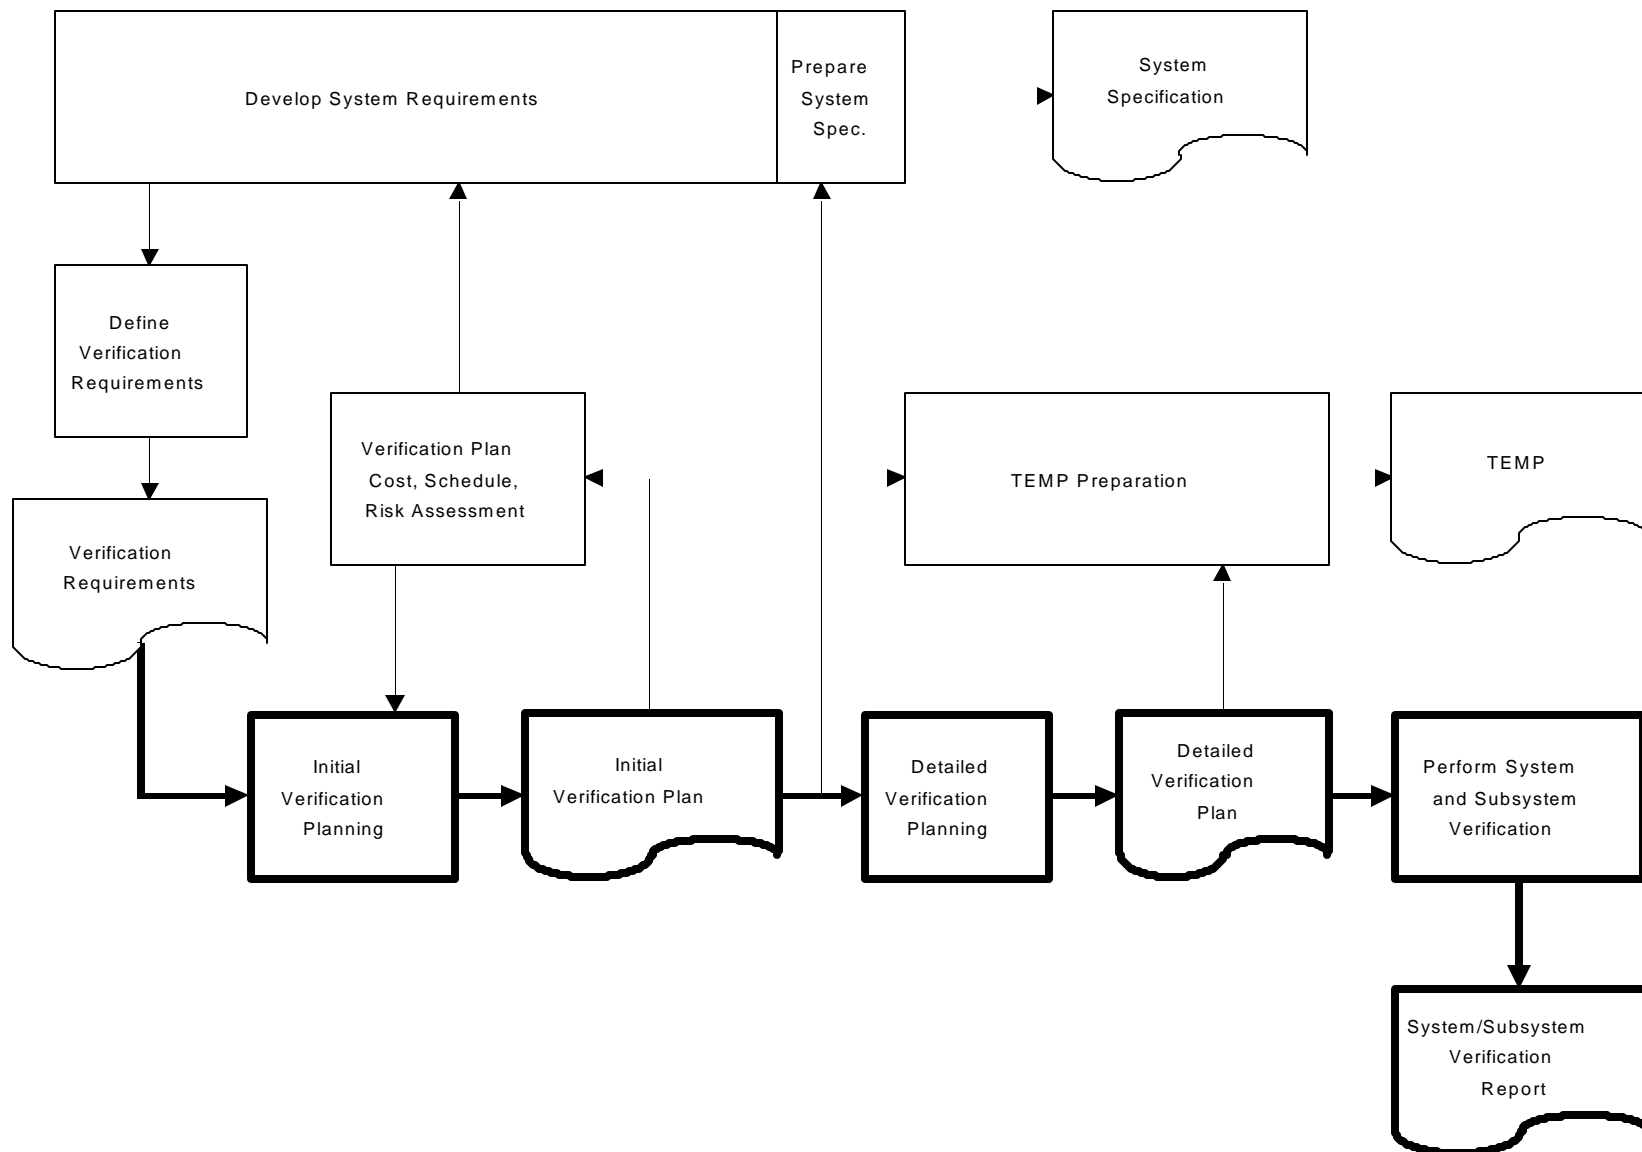 Develop System Requirements
Prepare
System
Spec.
System
Specification
Define
Verification
Requirements
Verification Plan
Cost, Schedule,
Risk Assessment
TEMP Preparation
TEMP
Verification
Requirements
Initial
Verification
Planning
Initial
Verification Plan
Detailed
Verification
Planning
Detailed
Verification
Plan
Perform System
and Subsystem
Verification
System/Subsystem
Verification
Report